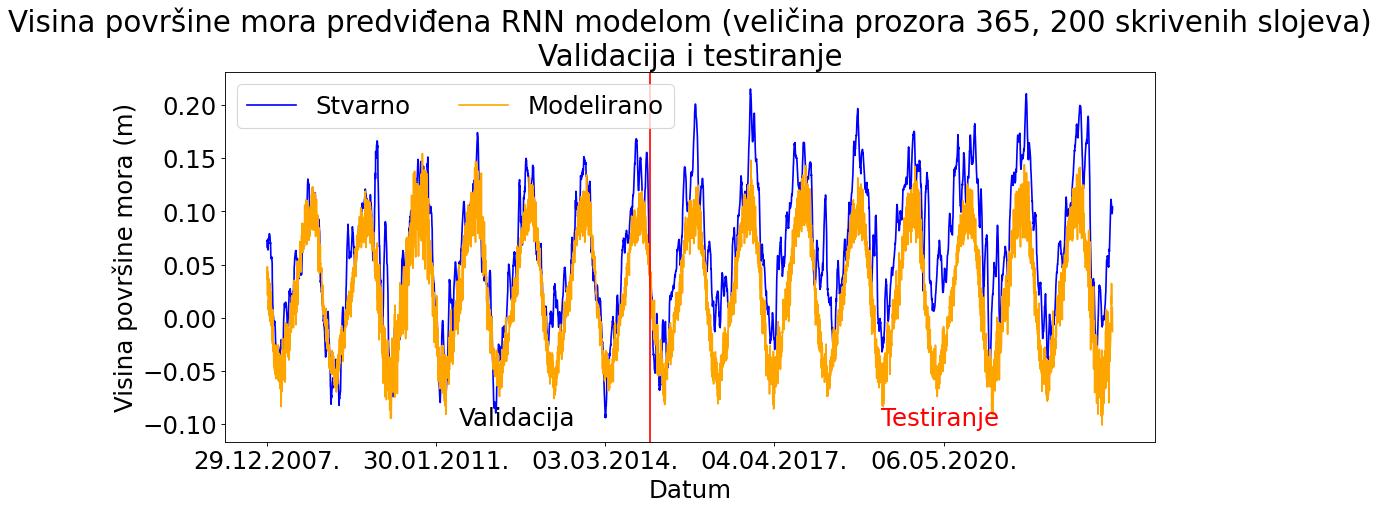 Visina površine mora predviđena RNN modelom (veličina prozora 365, 200 skrivenih slojeva)
Validacija i testiranje
Stvarno
Modelirano
Visina površine mora (m)
0.20
0.15
0.10
0.05
0.00
−0.05
−0.10
Validacija
Testiranje
29.12.2007.
30.01.2011.
03.03.2014.
04.04.2017.
06.05.2020.
Datum